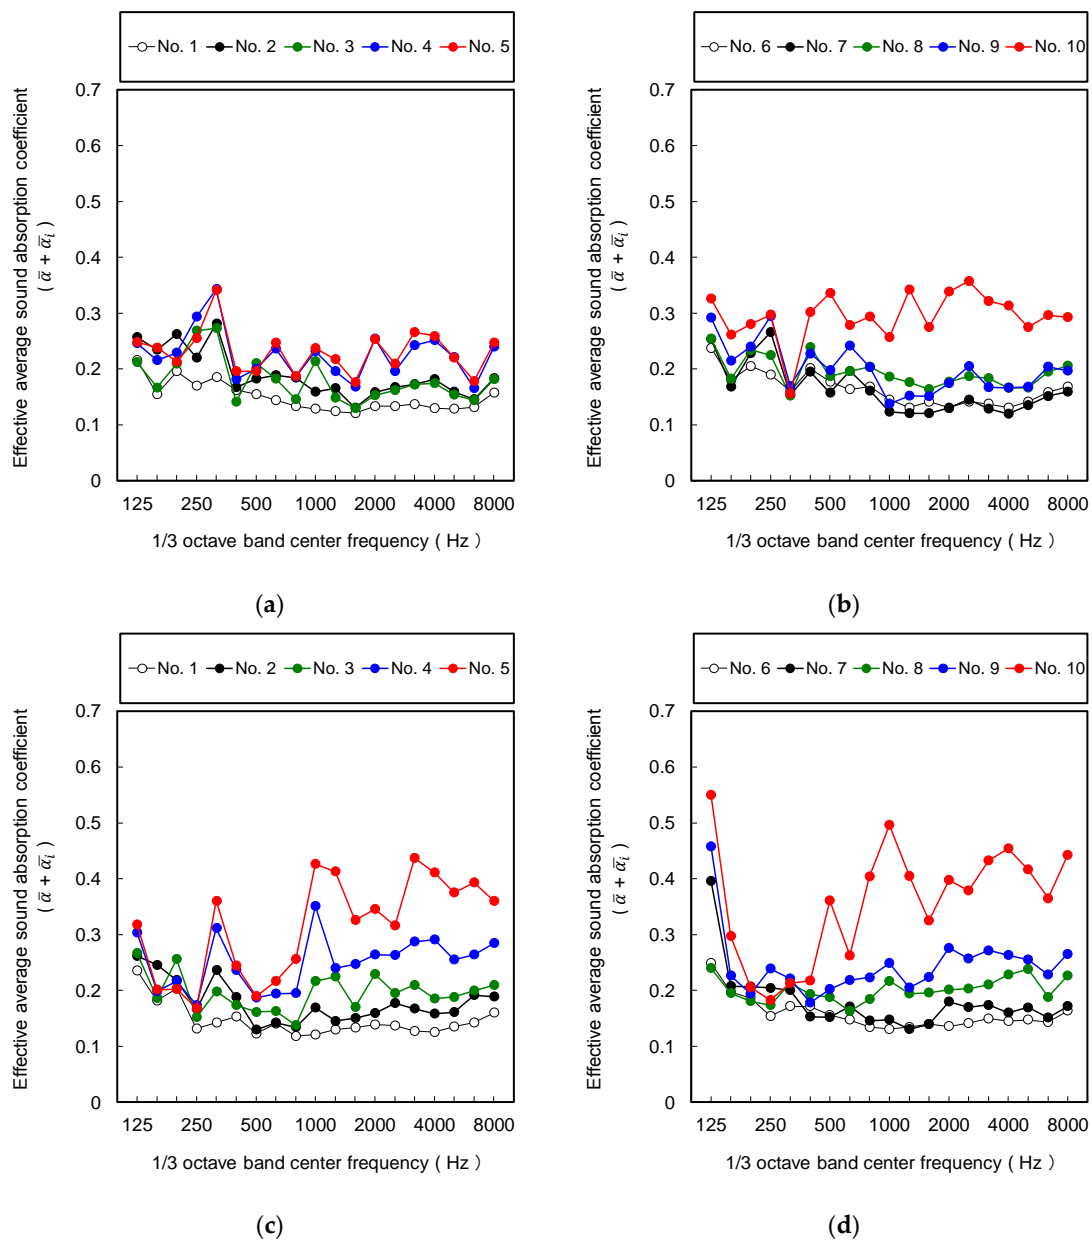 No. 1 No. 2 No. 3 No. 4 No. 5
Effective average sound absorption coefficient
( ᾱ + ᾱᵢ )
0.7
0.6
0.5
0.4
0.3
0.2
0.1
0
125 250 500 1000 2000 4000 8000
1/3 octave band center frequency ( Hz )
(a)
No. 6 No. 7 No. 8 No. 9 No. 10
Effective average sound absorption coefficient
( ᾱ + ᾱᵢ )
0.7
0.6
0.5
0.4
0.3
0.2
0.1
0
125 250 500 1000 2000 4000 8000
1/3 octave band center frequency ( Hz )
(b)
No. 1 No. 2 No. 3 No. 4 No. 5
Effective average sound absorption coefficient
( ᾱ + ᾱᵢ )
0.7
0.6
0.5
0.4
0.3
0.2
0.1
0
125 250 500 1000 2000 4000 8000
1/3 octave band center frequency ( Hz )
(c)
No. 6 No. 7 No. 8 No. 9 No. 10
Effective average sound absorption coefficient
( ᾱ + ᾱᵢ )
0.7
0.6
0.5
0.4
0.3
0.2
0.1
0
125 250 500 1000 2000 4000 8000
1/3 octave band center frequency ( Hz )
(d)